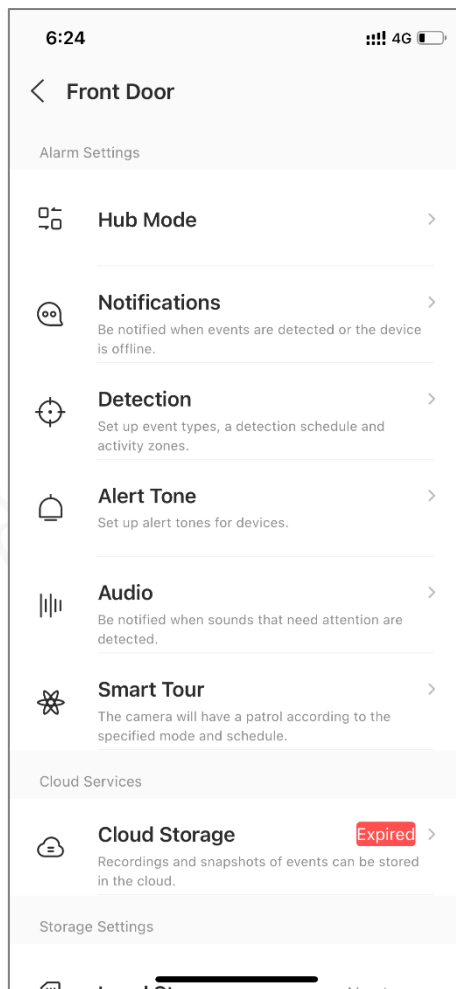 6:24
4G
Front Door
Alarm Settings
Hub Mode
Notifications
Be notified when events are detected or the device
is offline.
Detection
Set up event types, a detection schedule and
activity zones.
Alert Tone
Set up alert tones for devices.
Audio
Be notified when sounds that need attention are
detected.
Smart Tour
The camera will have a patrol according to the
specified mode and schedule.
Cloud Services
Cloud Storage
Expired
Recordings and snapshots of events can be stored
in the cloud.
Storage Settings